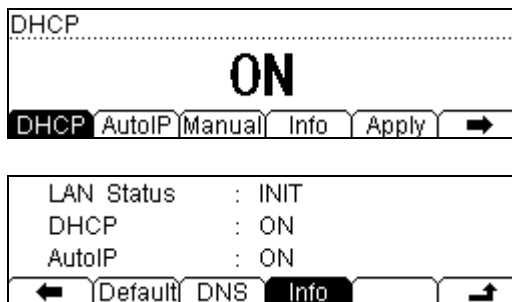 DHCP
ON
DHCP AutoIP Manual Info Apply
LAN Status : INIT
DHCP : ON
AutoIP : ON
Default DNS Info